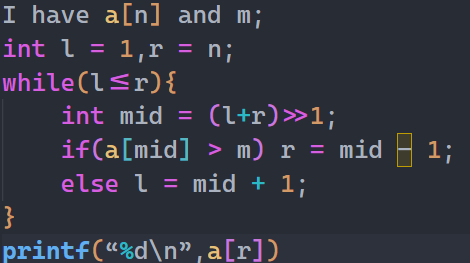 I have a[n] and m;
int l = 1,r = n;
while(l≤r){
    int mid = (l+r)≫1;
    if(a[mid] > m) r = mid – 1;
    else l = mid + 1;
}
printf(“%d\n”,a[r])